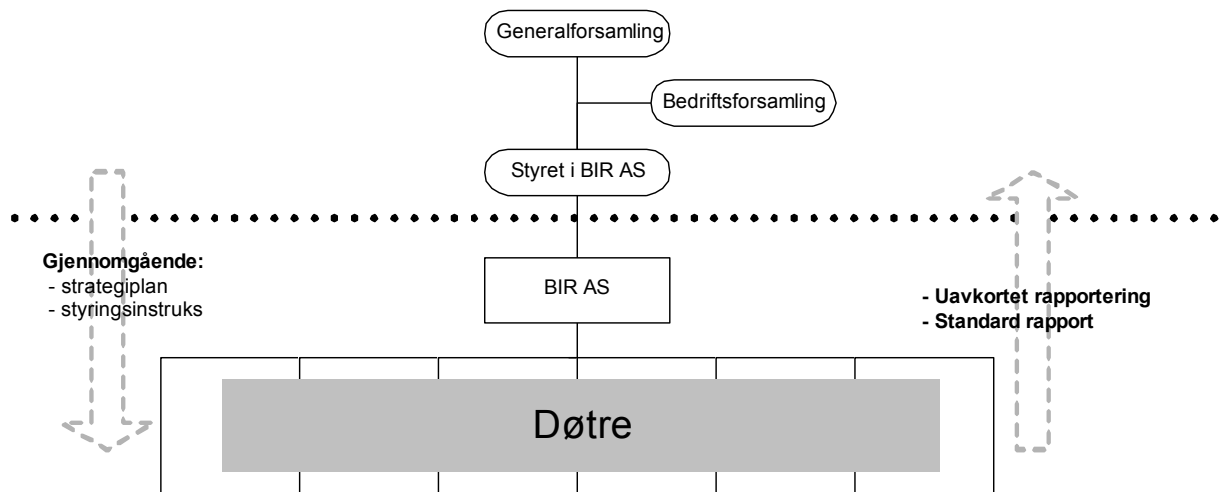 Generalforsamling
Bedriftsforsamling
Styret i BIR AS
Gjennomgående:
- strategiplan
- styringsinstruks
BIR AS
- Uavkortet rapportering
- Standard rapport
Døtre